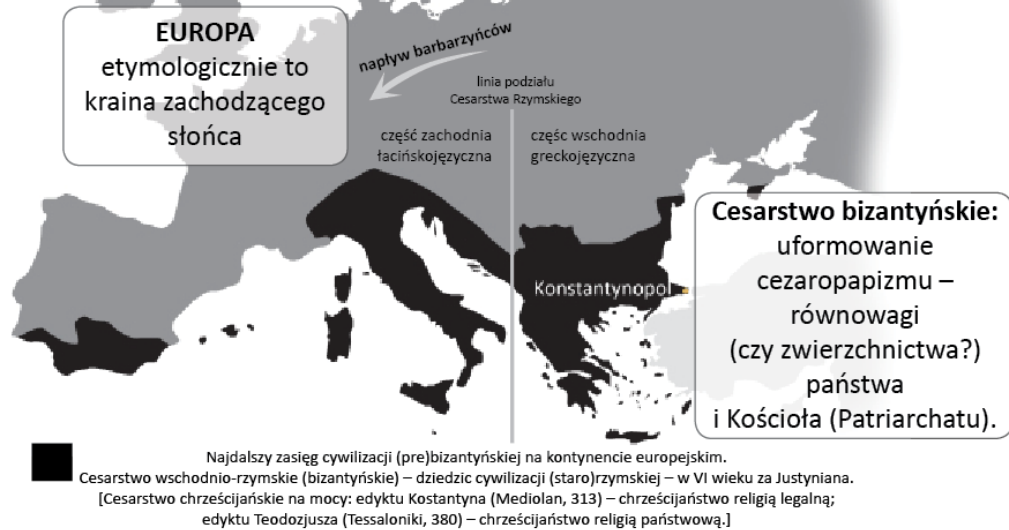 EUROPA
etymologicznie to
kraina zachodzącego
słońca
napływ barbarzyńców
linia podziału
Cesarstwa Rzymskiego
część zachodnia
łacińskojęzyczna
częśc wschodnia
greckojęzyczna
Konstantynopol
Cesarstwo bizantyńskie:
uformowanie
cezaropapizmu –
równowagi
(czy zwierzchnictwa?)
państwa
i Kościoła (Patriarchatu).
Najdalszy zasięg cywilizacji (pre)bizantyńskiej na kontynencie europejskim.
Cesarstwo wschodnio-rzymskie (bizantyńskie) – dziedzic cywilizacji (staro)rzymskiej – w VI wieku za Justyniana.
[Cesarstwo chrześcijańskie na mocy: edyktu Kostantyna (Mediolan, 313) – chrześcijaństwo religią legalną;
edyktu Teodozjusza (Tessaloniki, 380) – chrześcijaństwo religią państwową.]